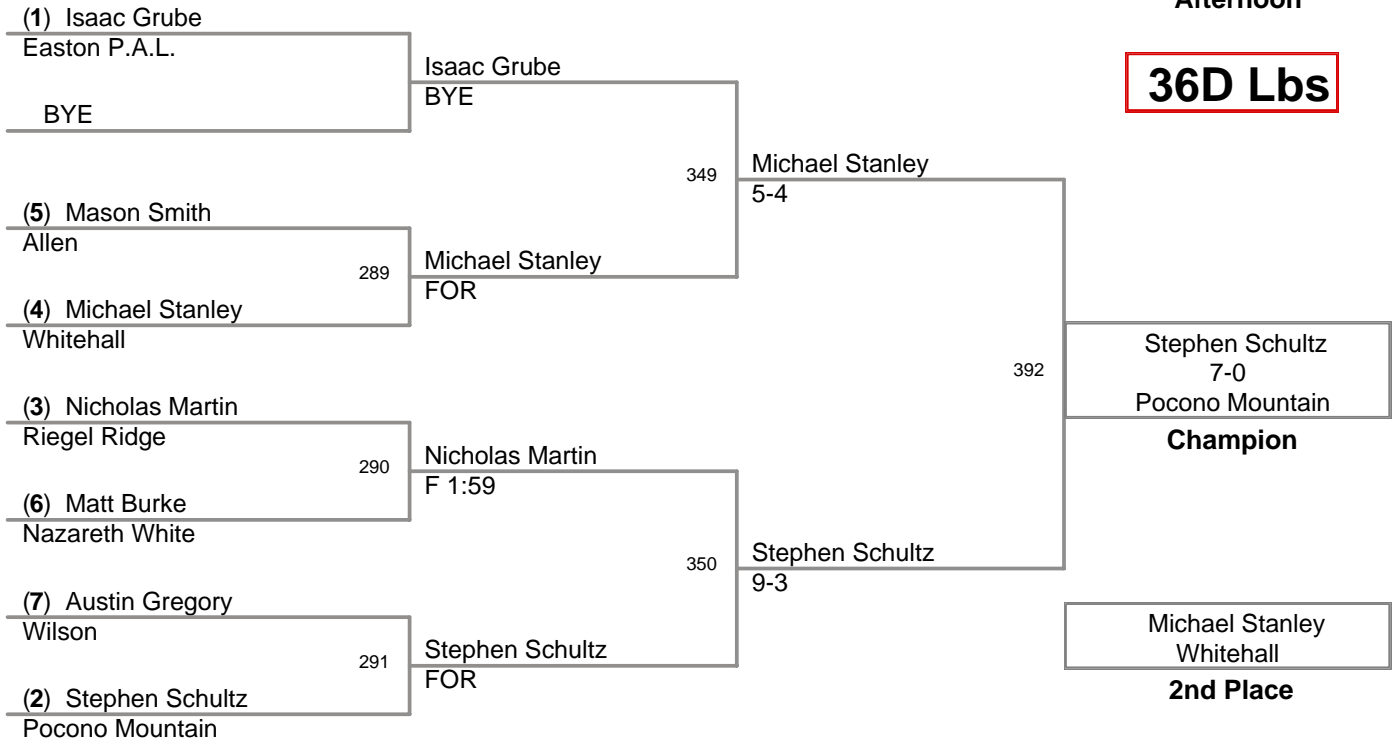 Afternoon
36D Lbs
(1) Isaac Grube
Easton P.A.L.
BYE
(5) Mason Smith
Allen
(4) Michael Stanley
Whitehall
(3) Nicholas Martin
Riegel Ridge
(6) Matt Burke
Nazareth White
(7) Austin Gregory
Wilson
(2) Stephen Schultz
Pocono Mountain
Isaac Grube
BYE
289
Michael Stanley
FOR
290
Nicholas Martin
F 1:59
291
Stephen Schultz
FOR
349
Michael Stanley
5-4
350
Stephen Schultz
9-3
392
Stephen Schultz
7-0
Pocono Mountain
Champion
Michael Stanley
Whitehall
2nd Place